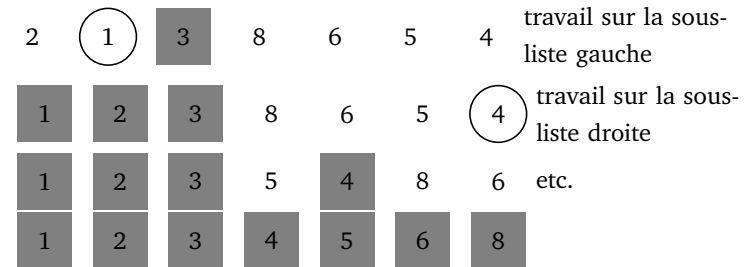 2 1 3 8 6 5 4 travail sur la sous-
liste gauche
1 2 3 8 6 5 4 travail sur la sous-
liste droite
1 2 3 5 4 8 6 etc.
1 2 3 4 5 6 8